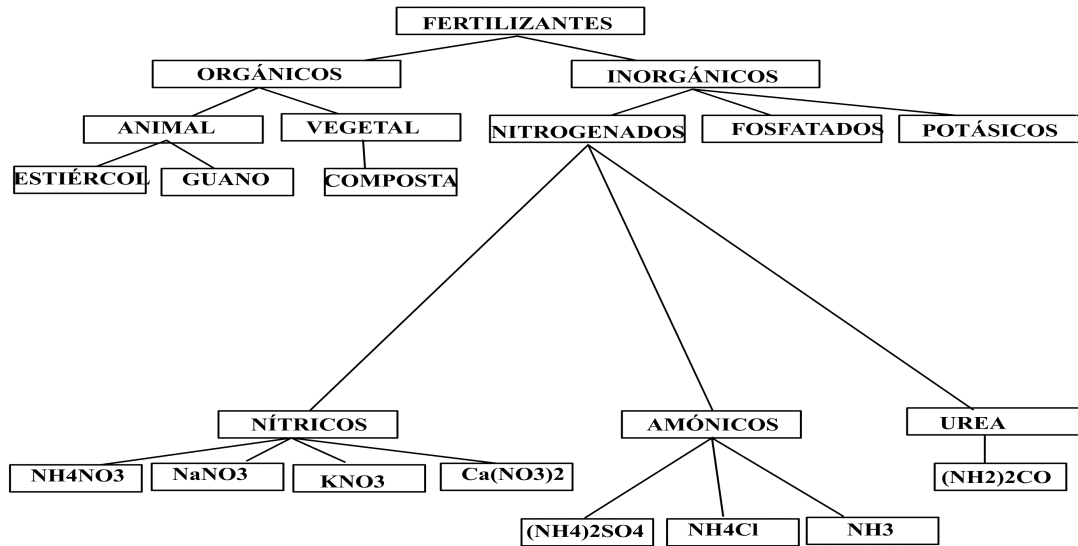 FERTILIZANTES
ORGÁNICOS
INORGÁNICOS
ANIMAL
VEGETAL
NITROGENADOS
FOSFATADOS
POTÁSICOS
ESTIÉRCOL
GUANO
COMPOSTA
NÍTRICOS
AMÓNICOS
UREA
NH4NO3
NaNO3
KNO3
Ca(NO3)2
(NH2)2CO
(NH4)2SO4
NH4Cl
NH3